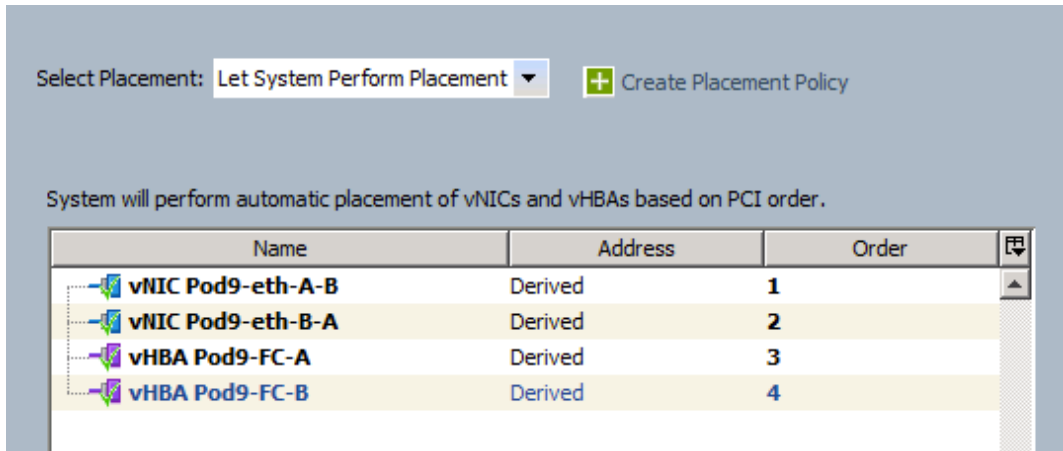 Select Placement: Let System Perform Placement Create Placement Policy
System will perform automatic placement of vNICs and vHBAs based on PCI order.
Name Address Order
vNIC Pod9-eth-A-B Derived 1
vNIC Pod9-eth-B-A Derived 2
vHBA Pod9-FC-A Derived 3
vHBA Pod9-FC-B Derived 4